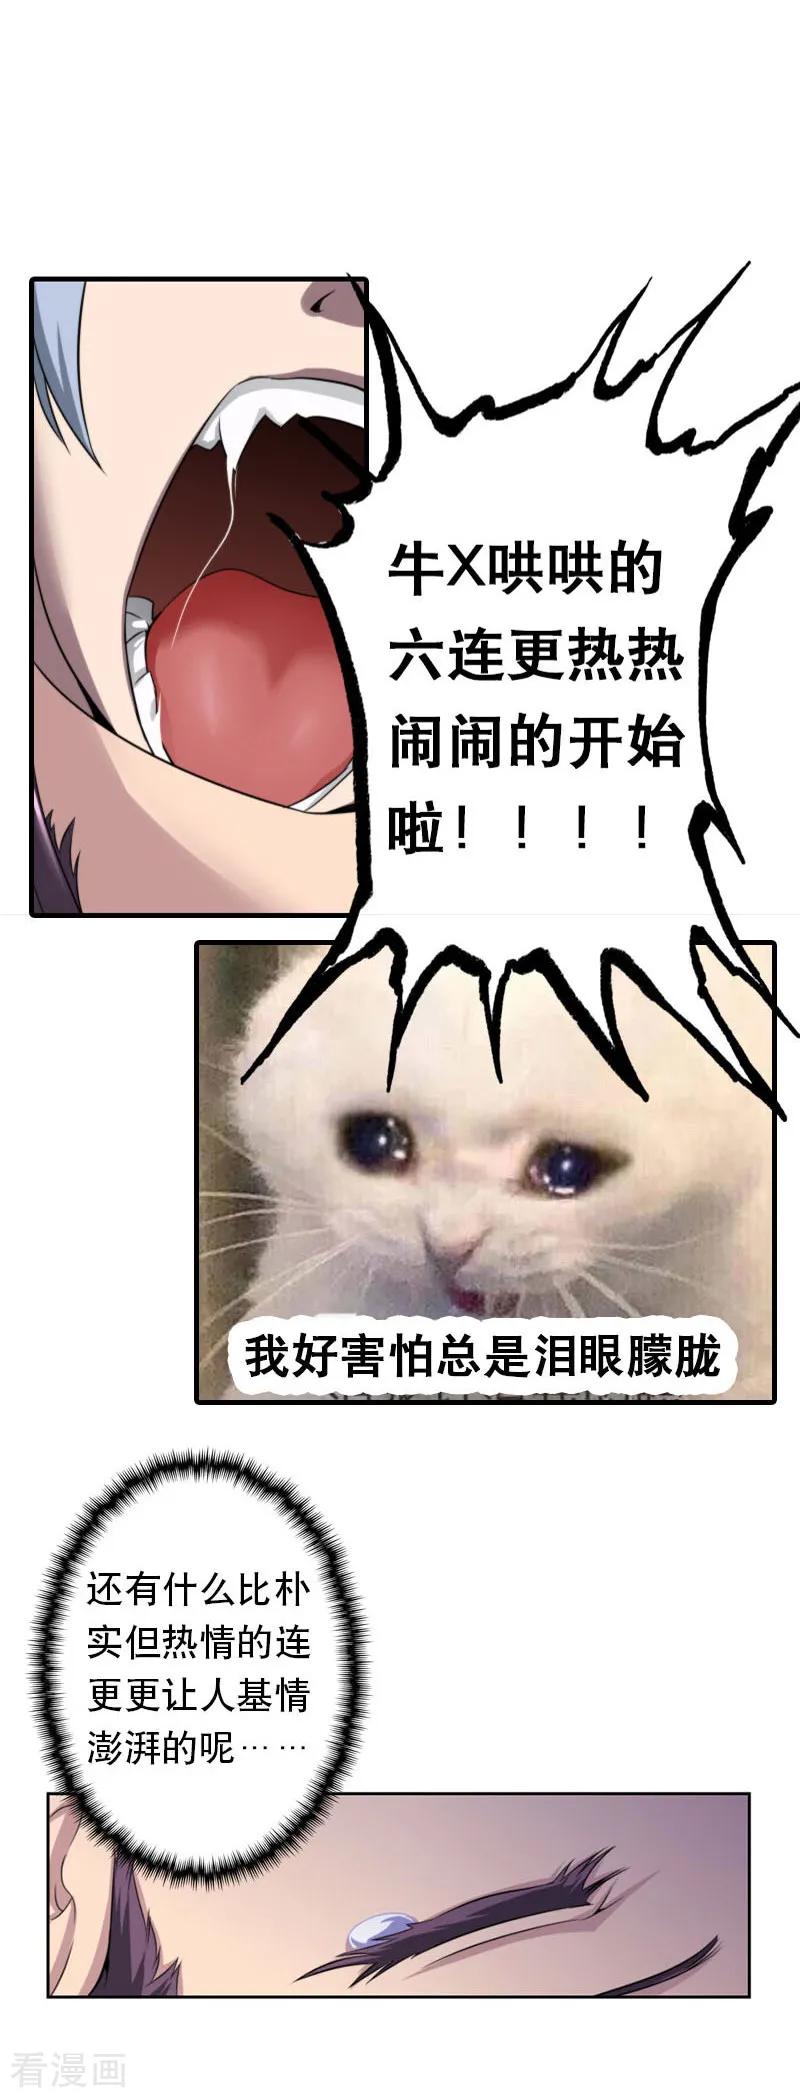 牛X哄哄的
六连更热热
闹闹的开始
啦！！！！
我好害怕总是泪眼朦胧
还有什么比朴
实但热情的连
更更让人基情
澎湃的呢……
看漫画